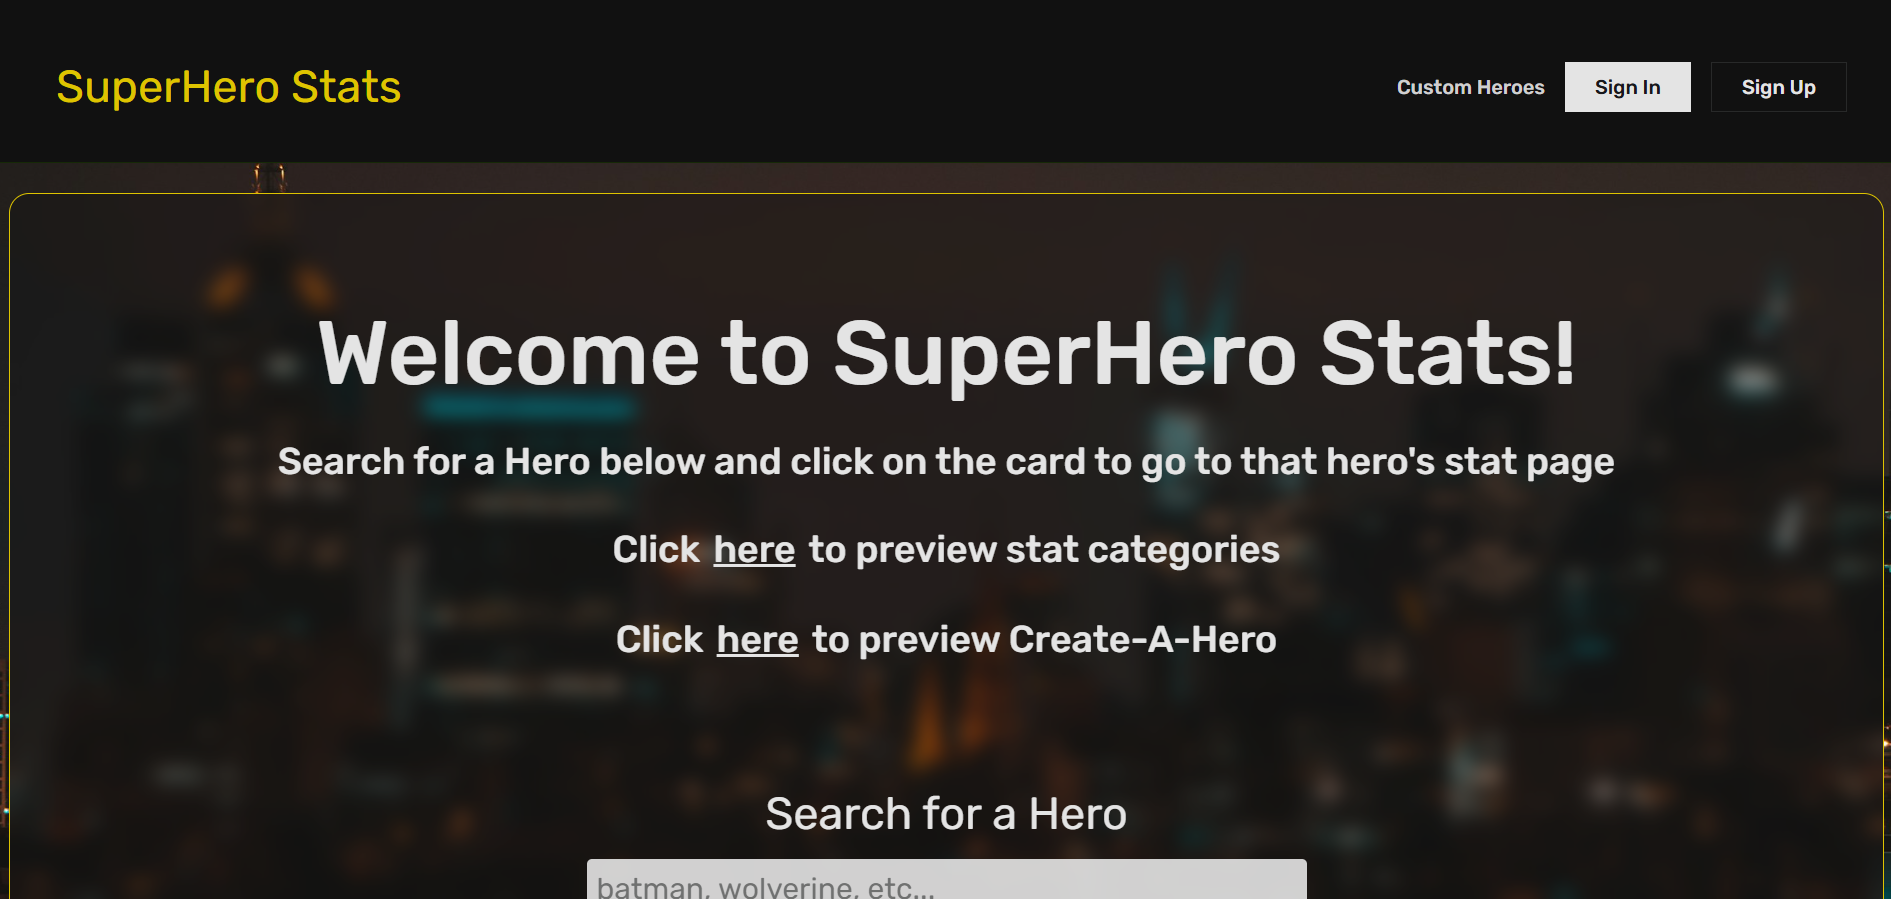 SuperHero Stats
Custom Heroes
Sign In
Sign Up
Welcome to SuperHero Stats!
Search for a Hero below and click on the card to go to that hero's stat page
Click here to preview stat categories
Click here to preview Create-A-Hero
Search for a Hero
batman, wolverine, etc...